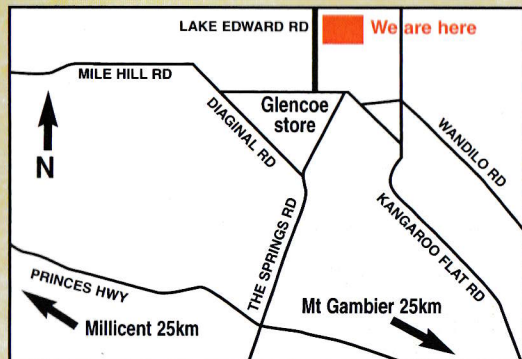 LAKE EDWARD RD
We are here
MILE HILL RD
Glencoe
store
DIAGINAL RD
WANDILO RD
N
KANGAROO FLAT RD
THE SPRINGS RD
PRINCES HWY
Mt Gambier 25km
Millicent 25km